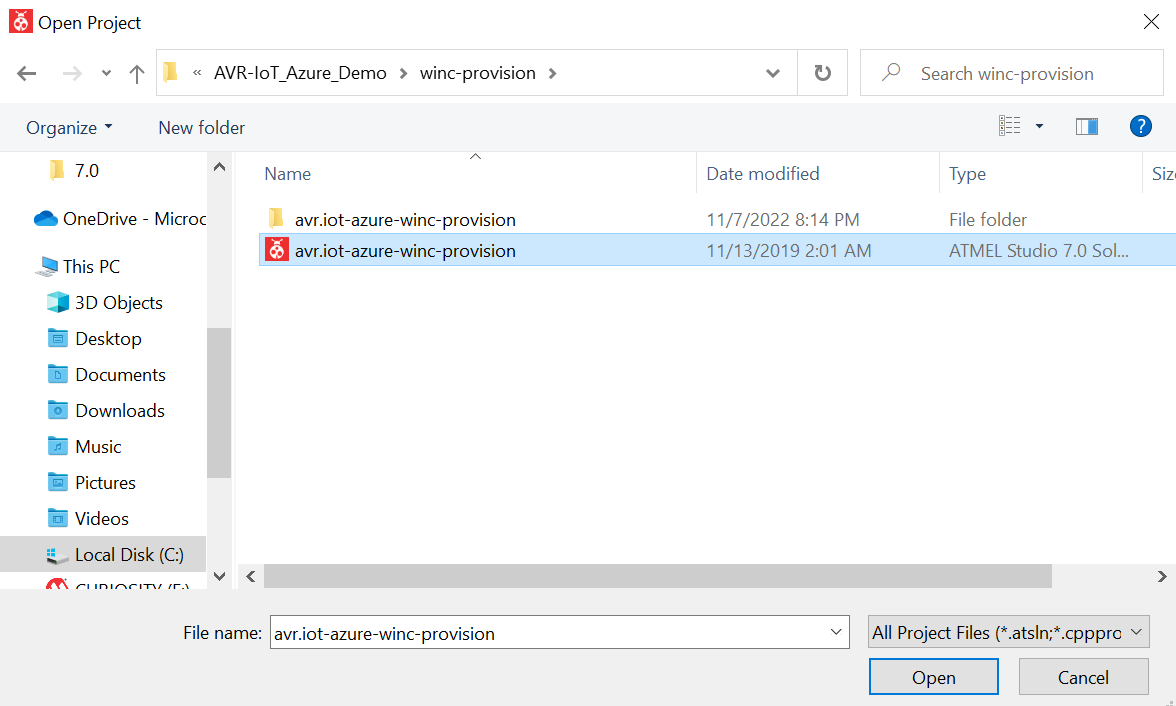 Open Project
« AVR-IoT_Azure_Demo winc-provision
Search winc-provision
Organize New folder
?
7.0
OneDrive - Microc
This PC
3D Objects
Desktop
Documents
Downloads
Music
Pictures
Videos
Local Disk (C:)
Name Date modified Type Siz
avr.iot-azure-winc-provision 11/7/2022 8:14 PM File folder
avr.iot-azure-winc-provision 11/13/2019 2:01 AM ATMEL Studio 7.0 Sol...
File name: avr.iot-azure-winc-provision All Project Files (*.atsln;*.cpppro
Open Cancel